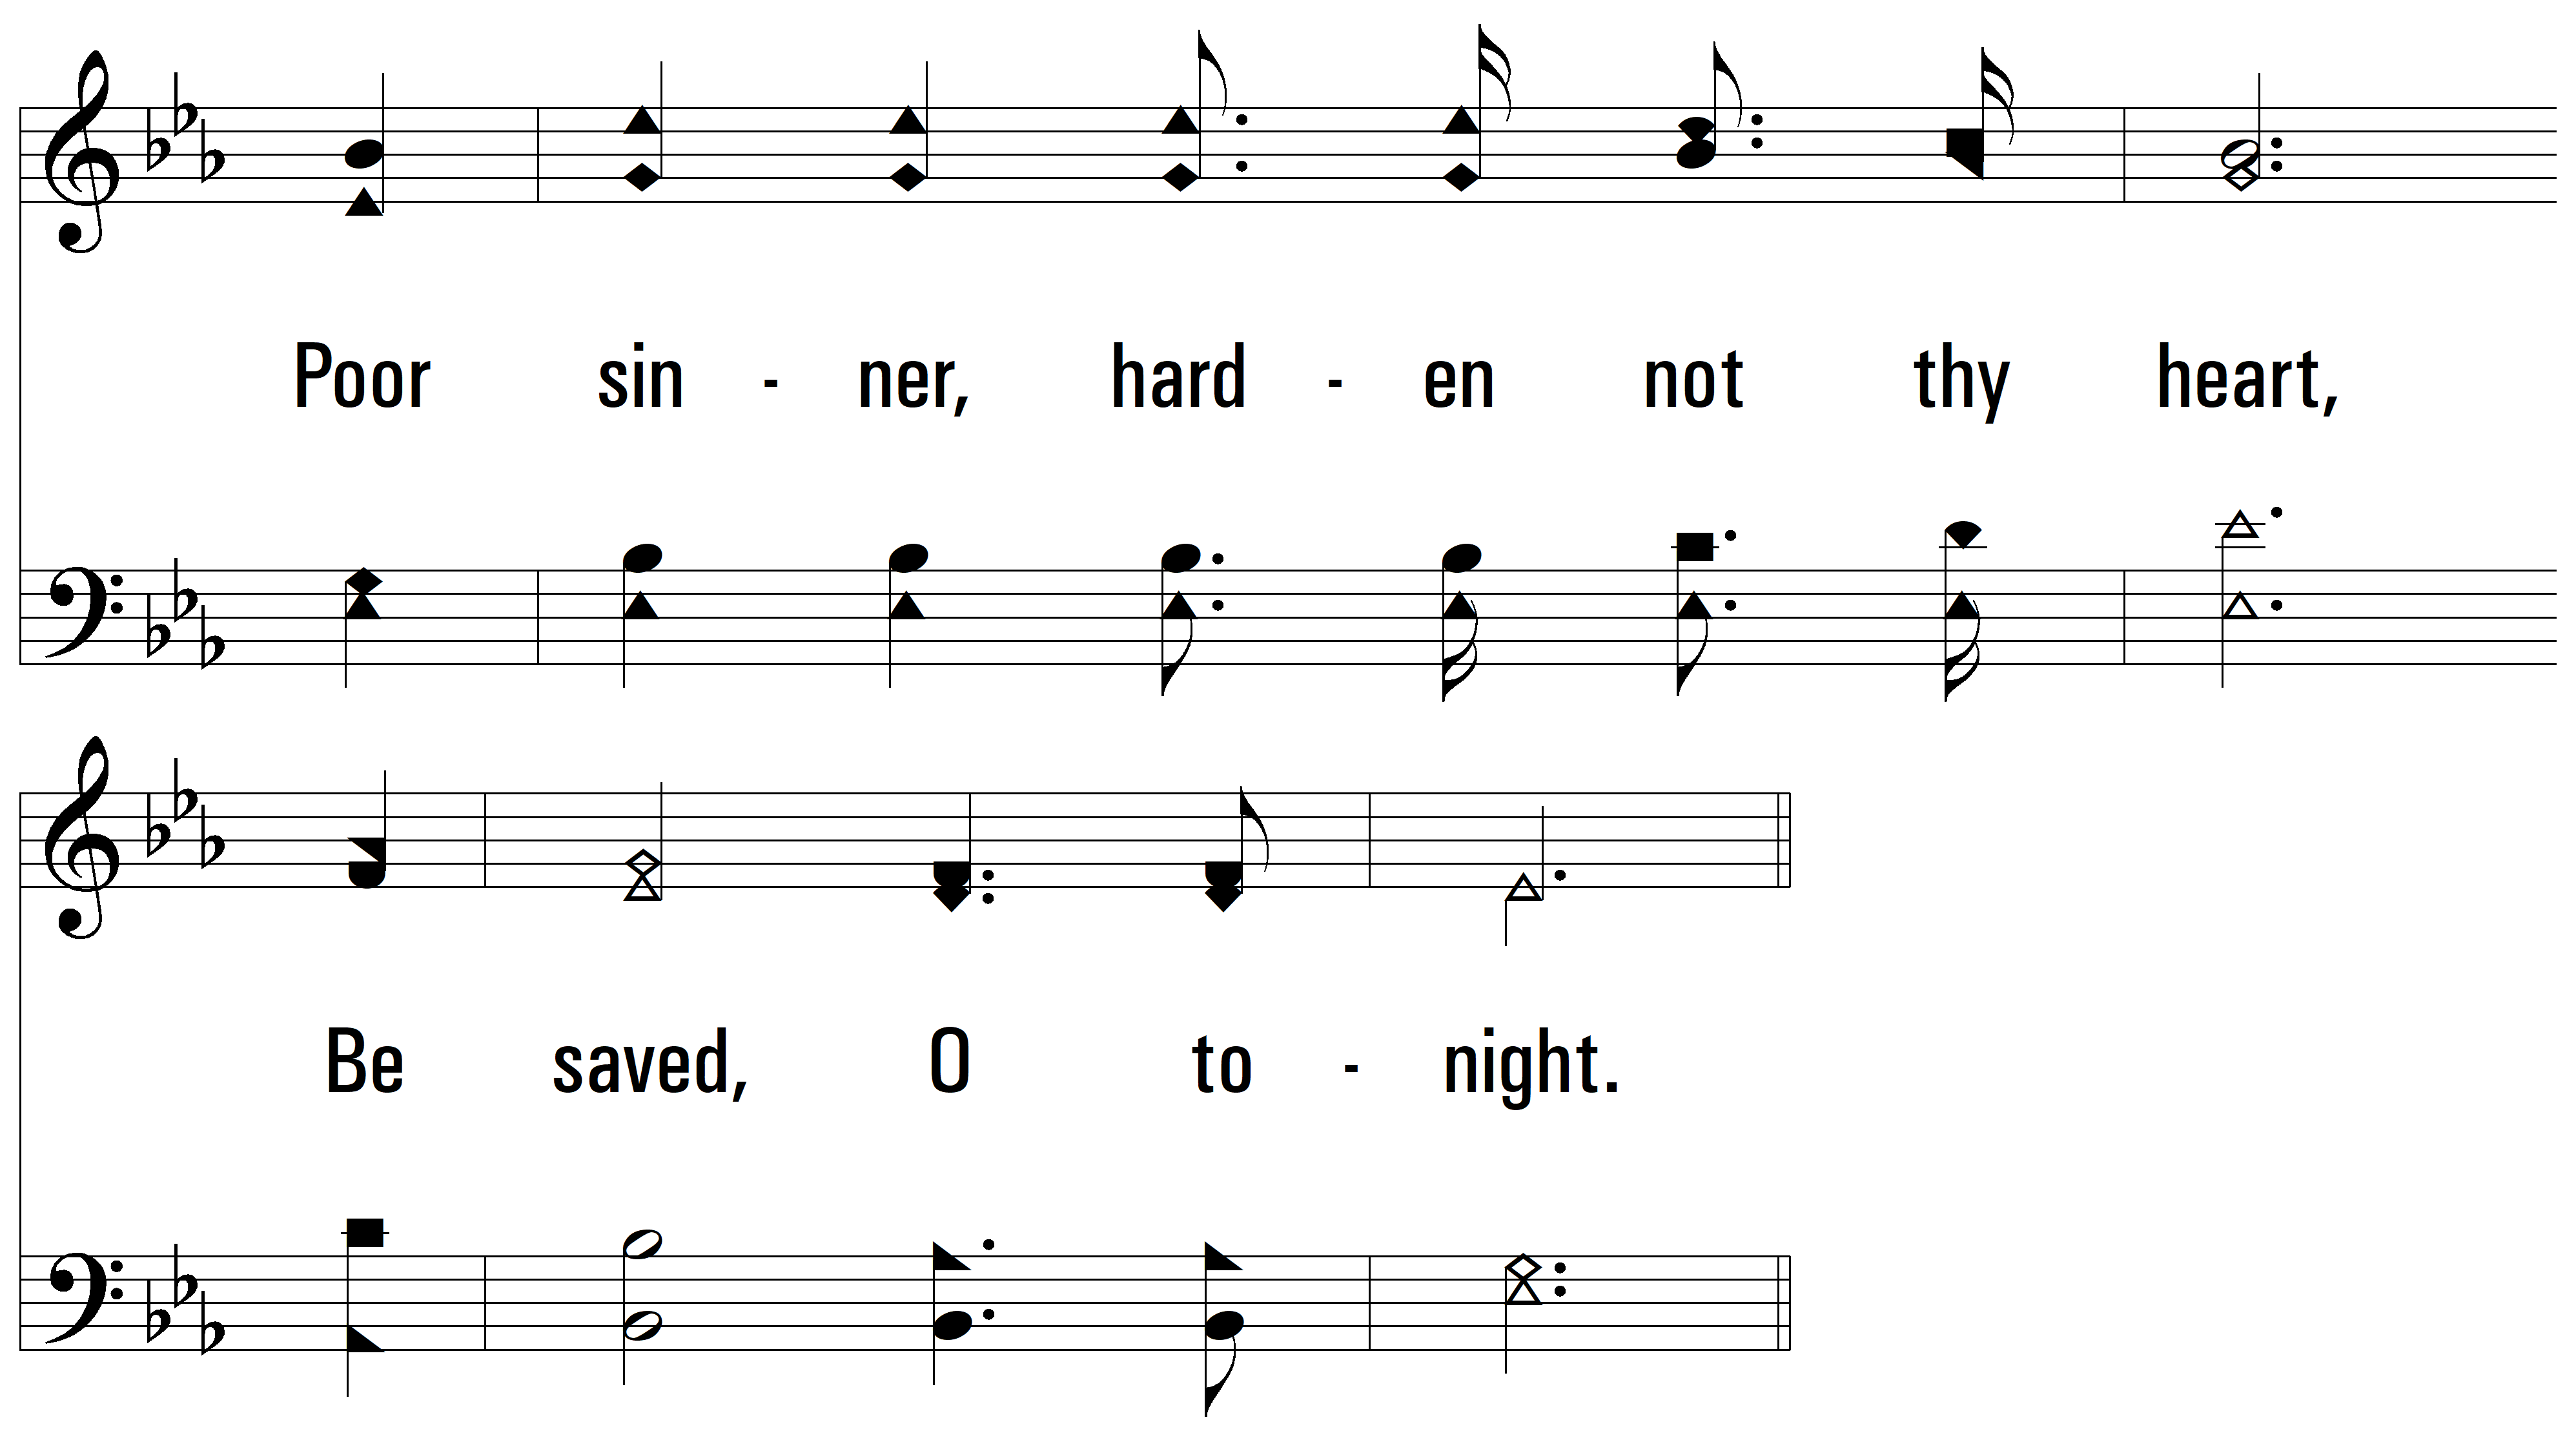 Poor sin - ner, hard - en not thy heart,
Be saved, O to - night.